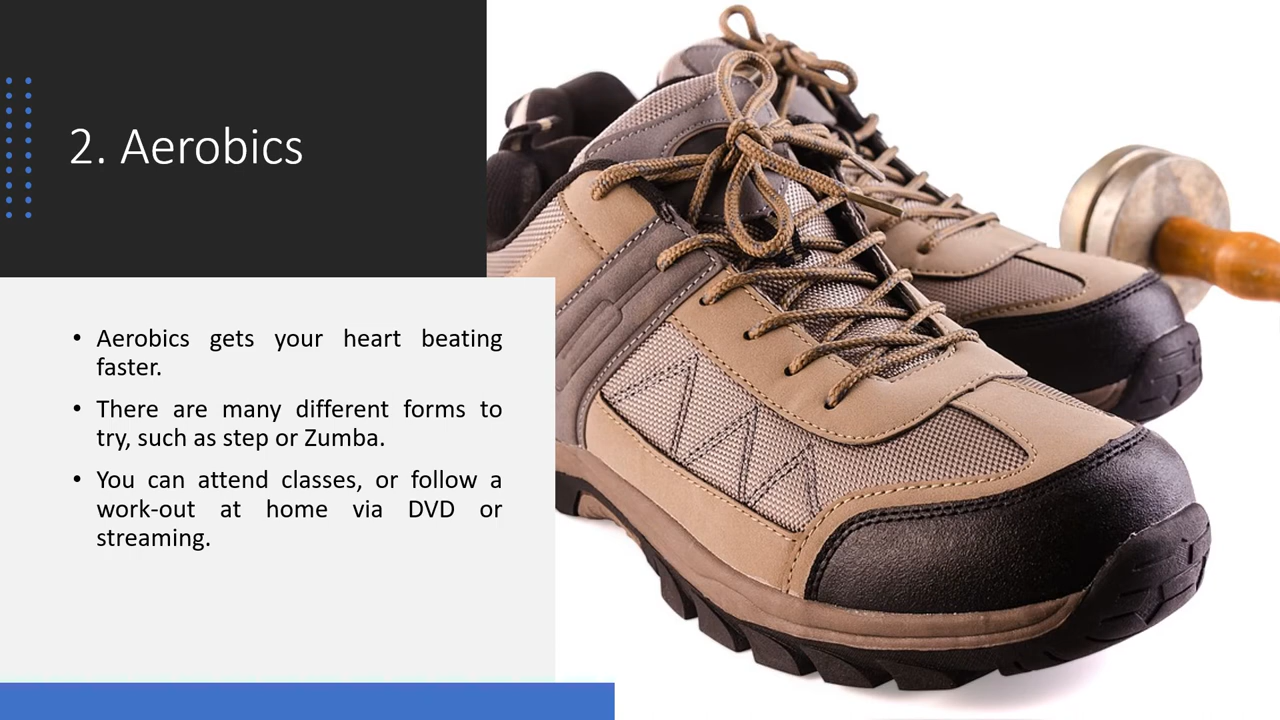 2. Aerobics
• Aerobics gets your heart beating
faster.
• There are many different forms to
try, such as step or Zumba.
• You can attend classes, or follow a
work-out at home via DVD or
streaming.